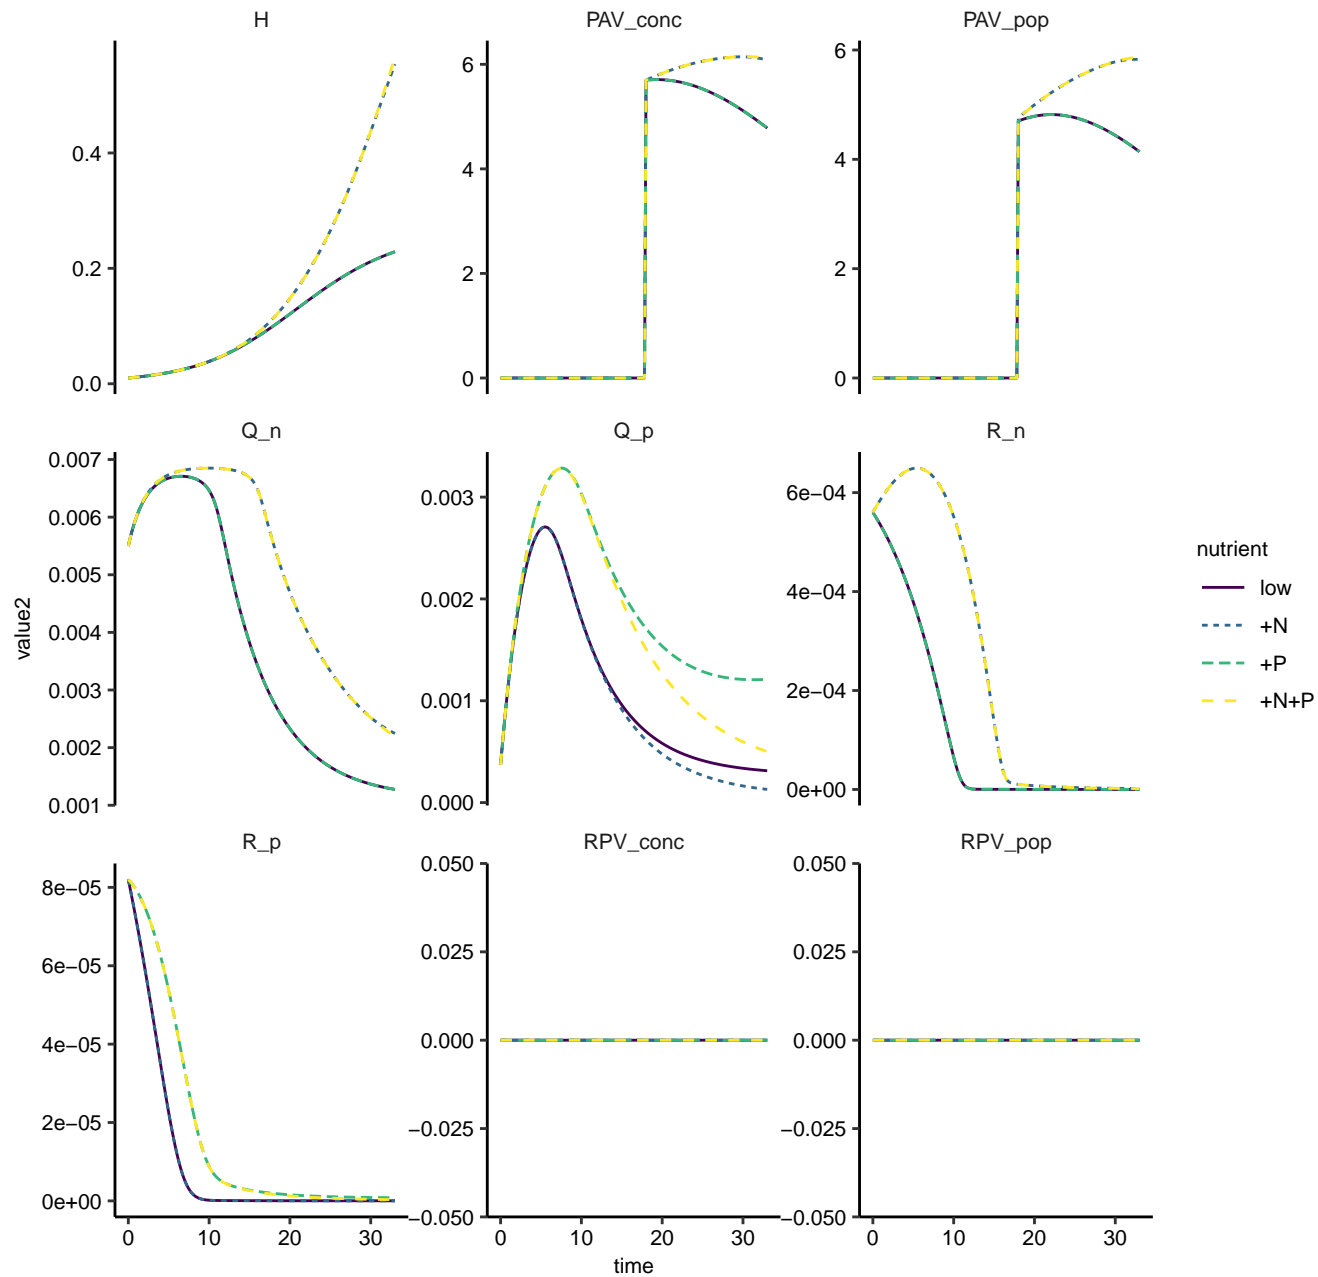 H
PAV_conc
PAV_pop
0.4
0.2
0.0
6
4
2
0
6
4
2
0
Q_n
Q_p
R_n
0.007
0.006
0.005
0.004
0.003
0.002
0.001
0.003
0.002
0.001
0.000
6e−04
4e−04
2e−04
0e+00
R_p
RPV_conc
RPV_pop
8e−05
6e−05
4e−05
2e−05
0e+00
0.050
0.025
0.000
−0.025
−0.050
0.050
0.025
0.000
−0.025
−0.050
0 10 20 30
0 10 20 30
0 10 20 30
time
value2
nutrient
low
+N
+P
+N+P